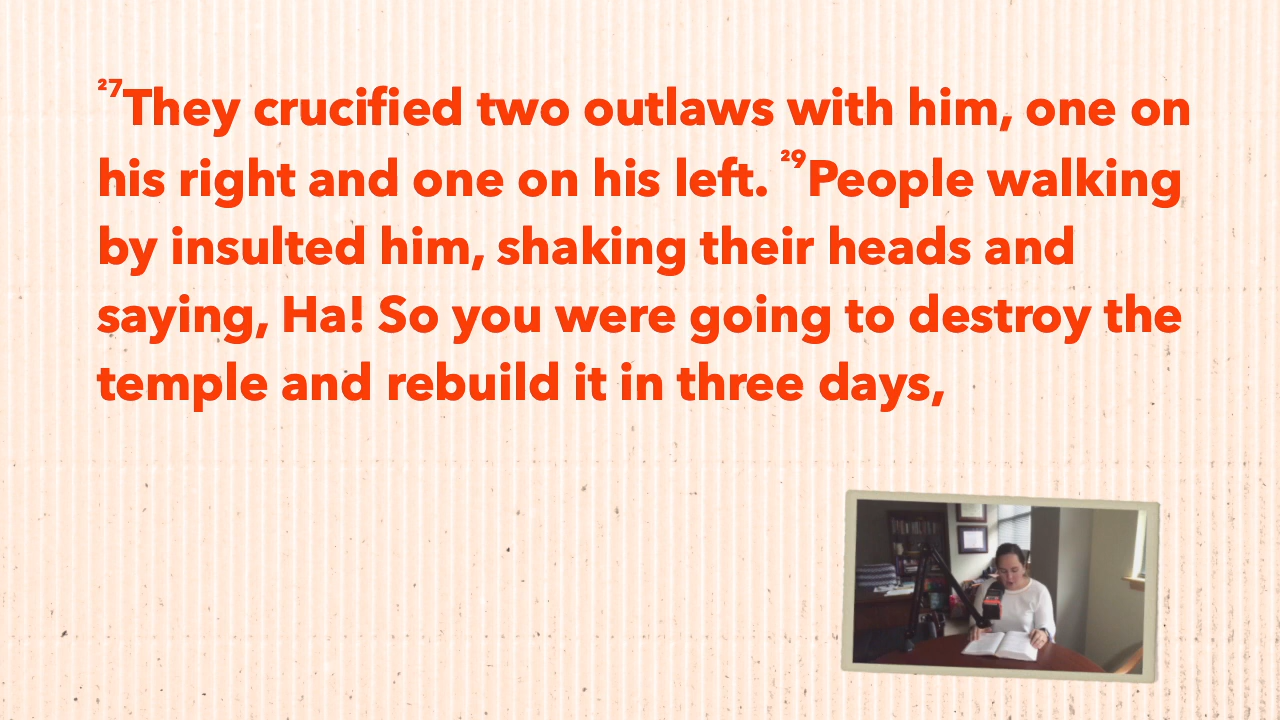 ²⁷They crucified two outlaws with him, one on
his right and one on his left. ²⁹People walking
by insulted him, shaking their heads and
saying, Ha! So you were going to destroy the
temple and rebuild it in three days,